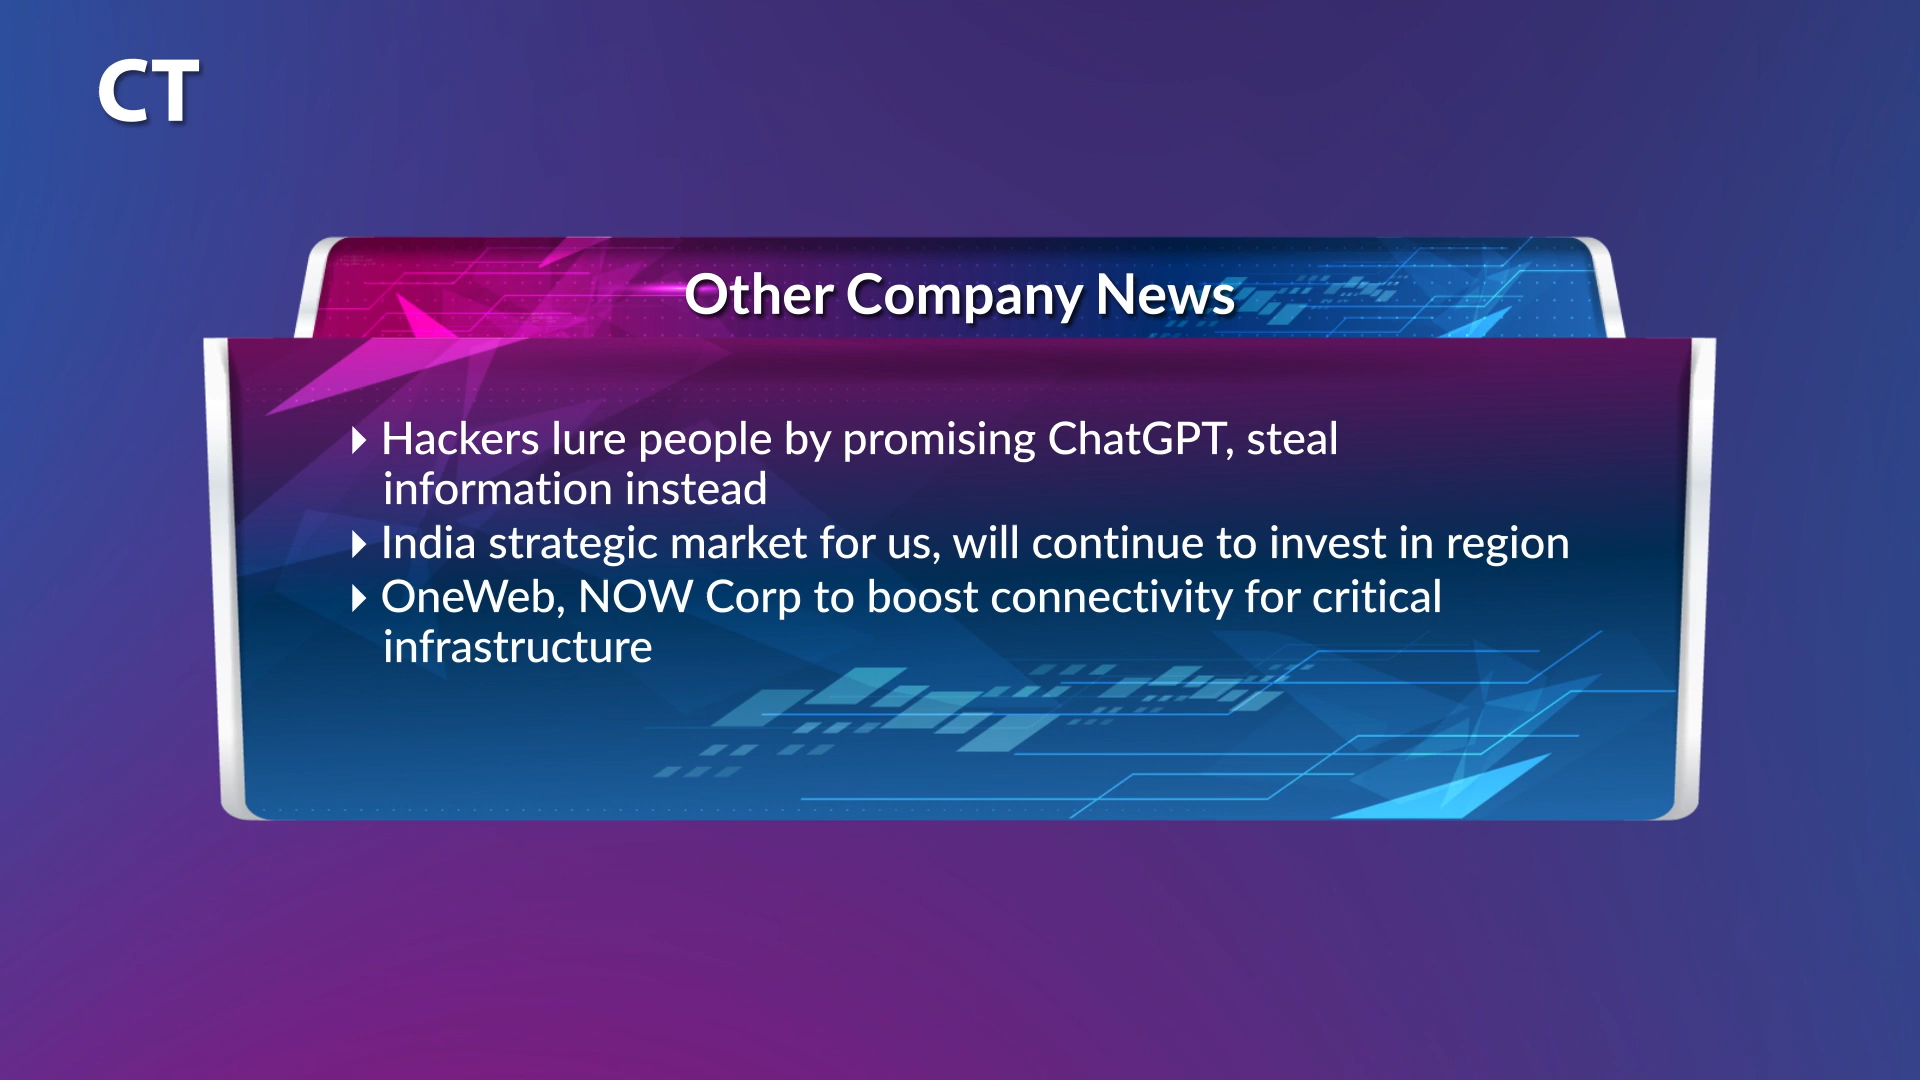 CT
Other Company News
Hackers lure people by promising ChatGPT, steal
information instead
India strategic market for us, will continue to invest in region
OneWeb, NOW Corp to boost connectivity for critical
infrastructure